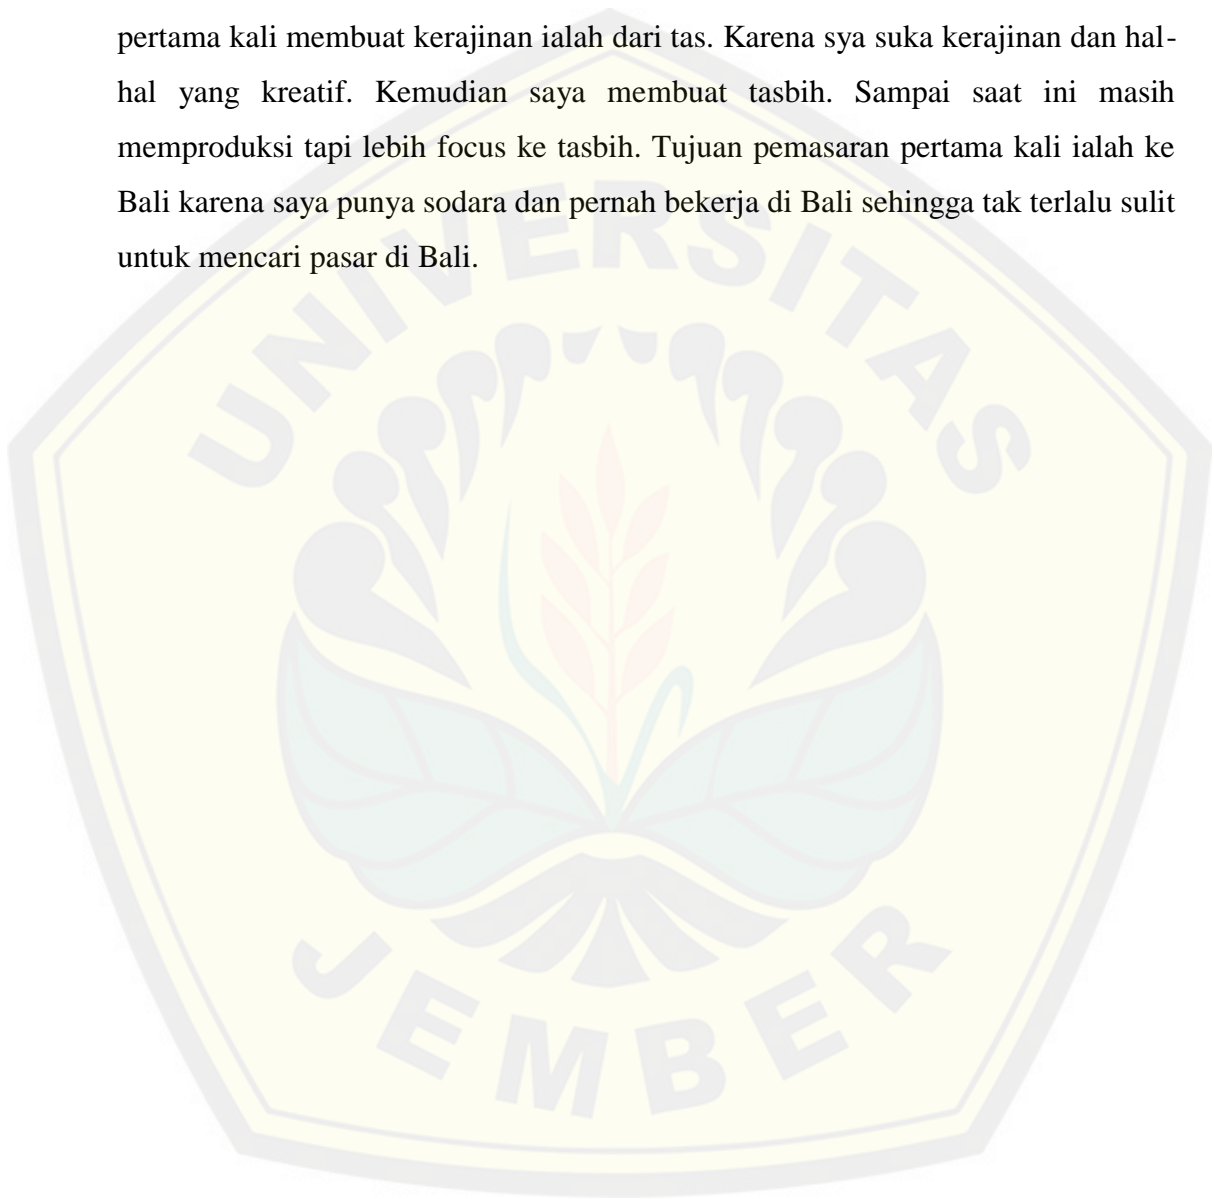 pertama kali membuat kerajinan ialah dari tas. Karena sya suka kerajinan dan hal-
hal yang kreatif. Kemudian saya membuat tasbih. Sampai saat ini masih
memproduksi tapi lebih focus ke tasbih. Tujuan pemasaran pertama kali ialah ke
Bali karena saya punya sodara dan pernah bekerja di Bali sehingga tak terlalu sulit
untuk mencari pasar di Bali.
UNIVERSITAS
JEMBER